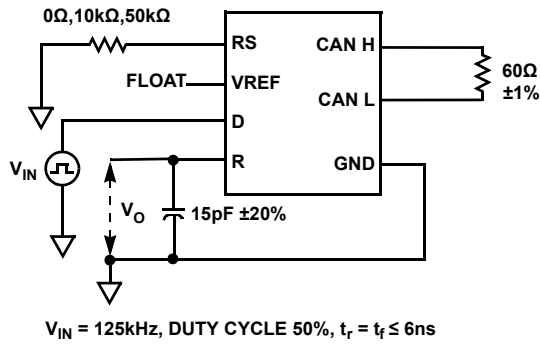 0Ω,10kΩ,50kΩ
RS
CAN H
FLOAT
VREF
60Ω
±1%
CAN L
D
VIN
R
GND
VO
15pF ±20%
VIN = 125kHz, DUTY CYCLE 50%, tr = tf ≤ 6ns